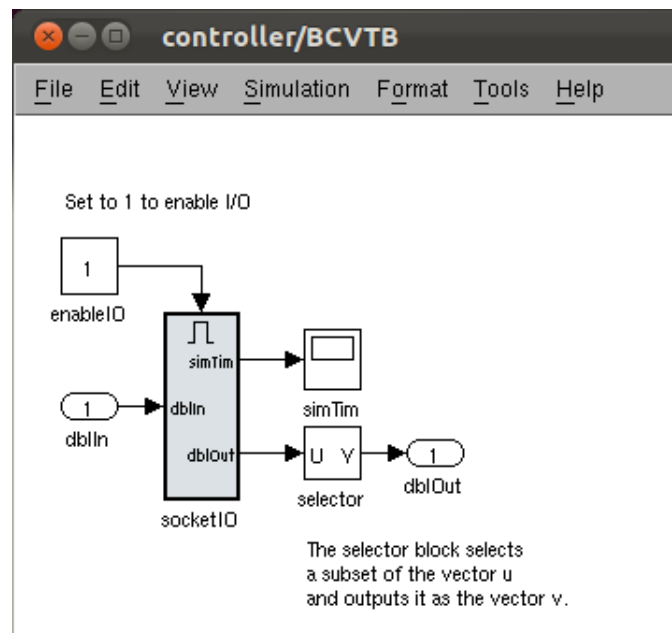 controller/BCVTB
File Edit View Simulation Format Tools Help
Set to 1 to enable I/O
1
enableIO
simTim
dblIn
dblOut
socketIO
1
dblIn
simTim
U Y
selector
1
dblOut
The selector block selects
a subset of the vector u
and outputs it as the vector v.